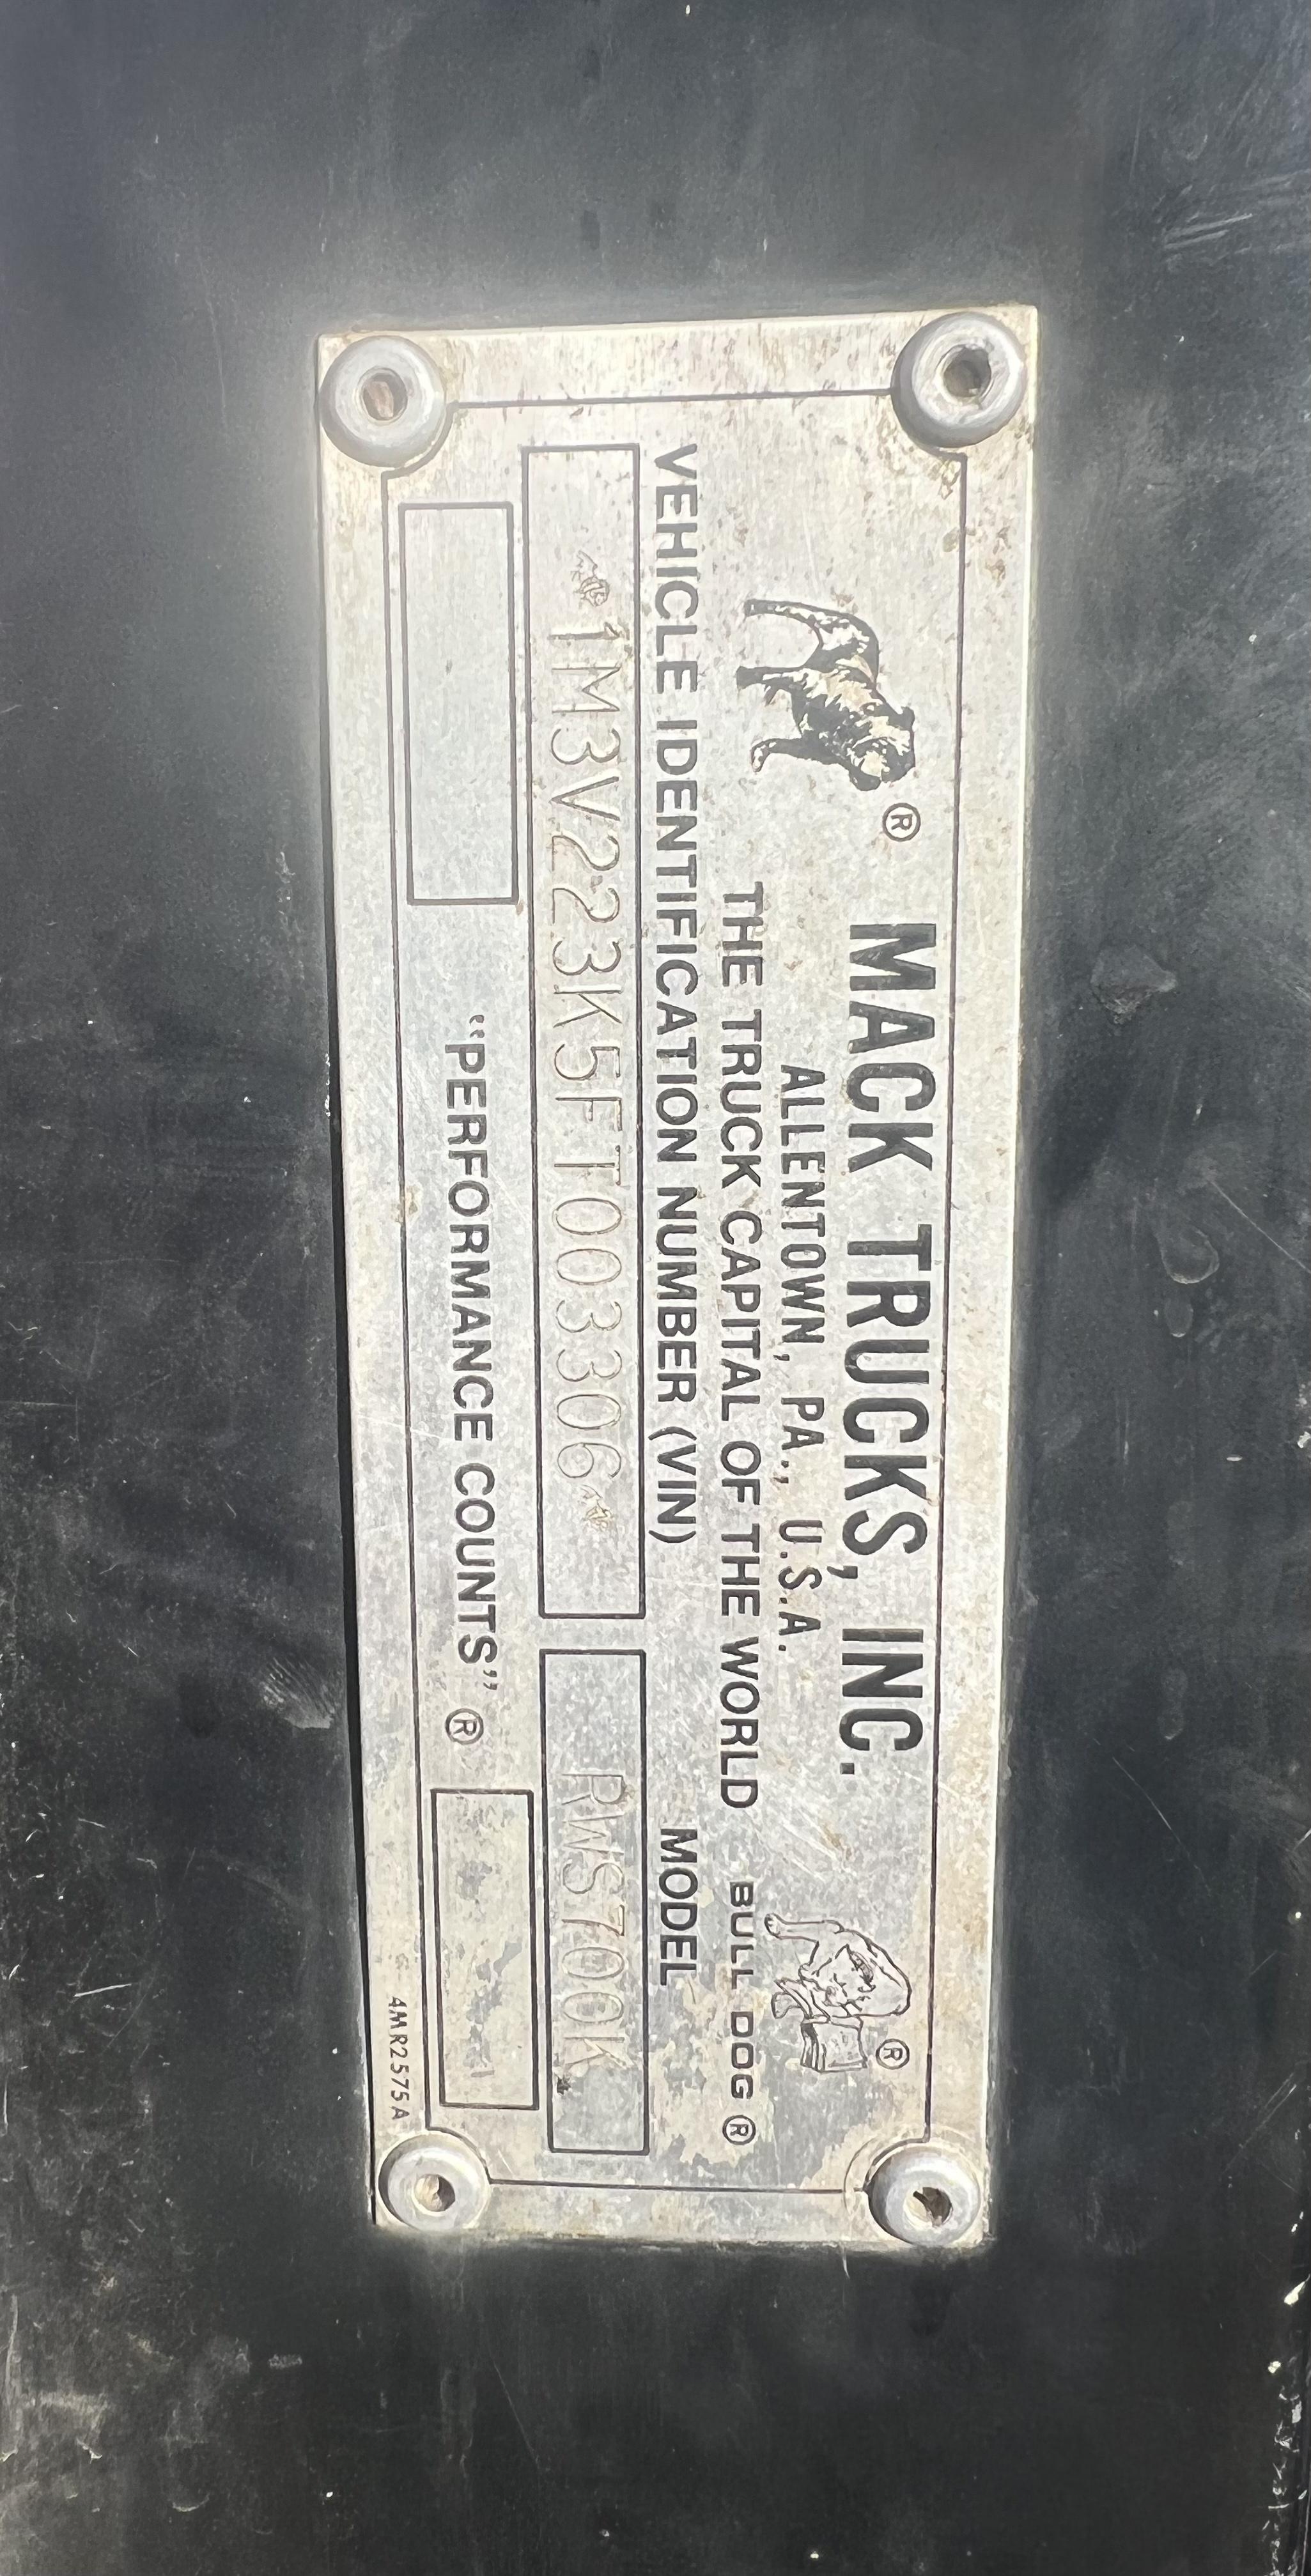 ® MACK TRUCKS, INC.
ALLENTOWN, PA., U.S.A. ®
THE TRUCK CAPITAL OF THE WORLD BULL DOG ®
VEHICLE IDENTIFICATION NUMBER (VIN) MODEL
1M3V223K5FT003306 RWS700K
"PERFORMANCE COUNTS" ®
4MR2575A